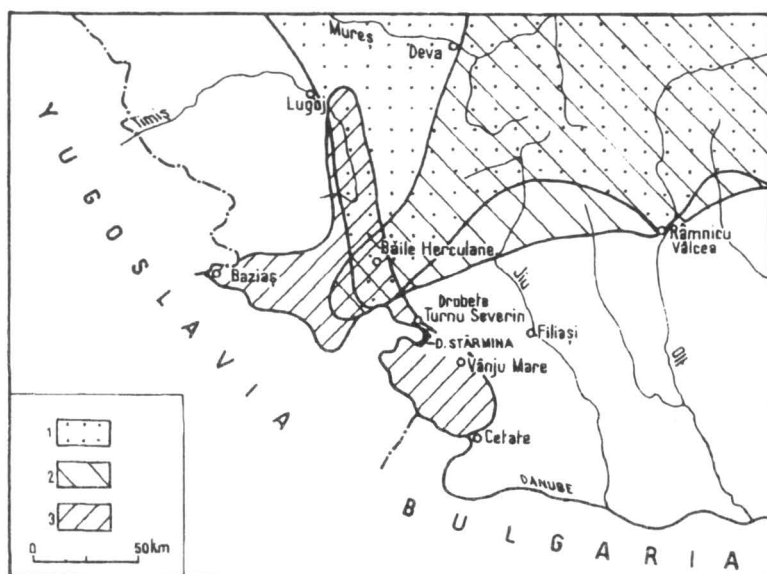 Mureș
Deva
Timiș
Lugoj
YUGOSLAVIA
Râmnicu
Vâlcea
Băile Herculane
Baziaș
Jiu
Drobeta
Turnu Severin
Filiași
D. STÂRMINA
Olt
Vânju Mare
1
2
Cetate
DANUBE
3
BULGARIA
0 50km